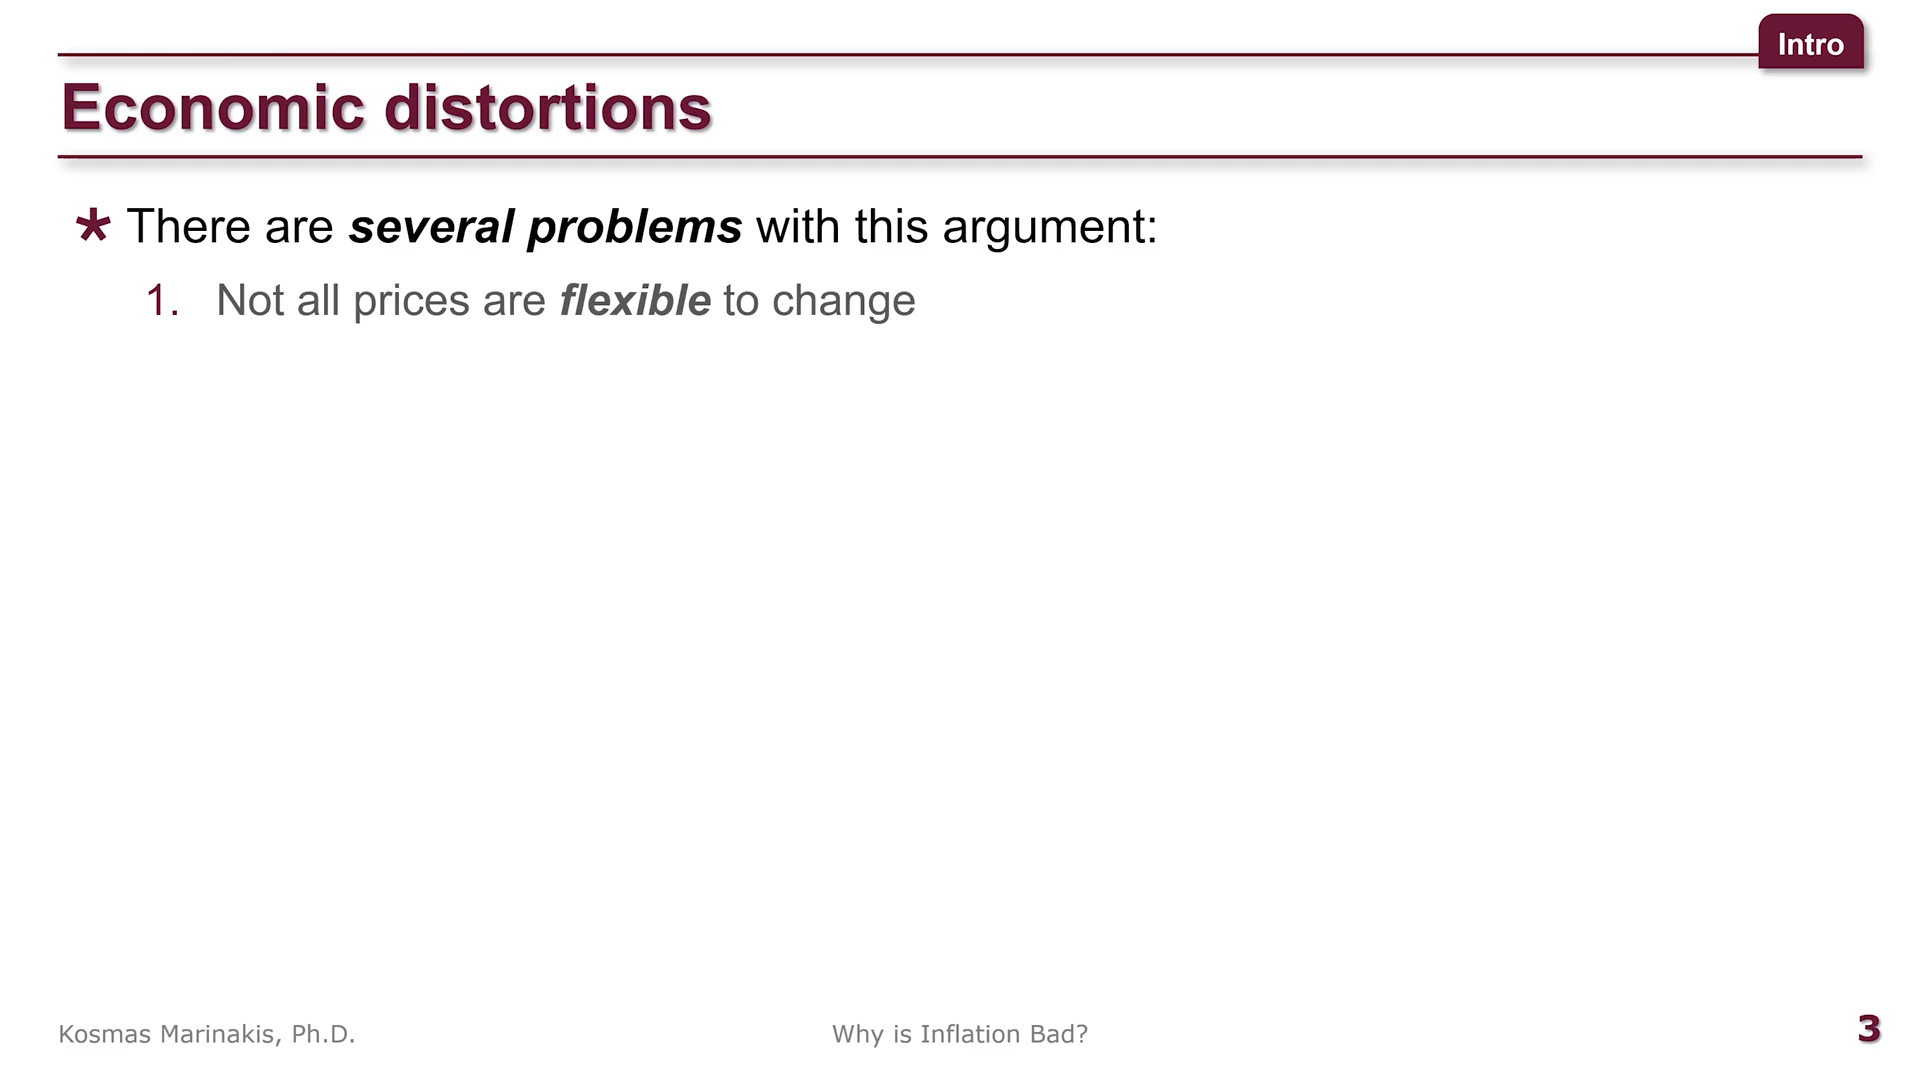 Intro
Economic distortions
* There are several problems with this argument:
1. Not all prices are flexible to change
Kosmas Marinakis, Ph.D.
Why is Inflation Bad?
3